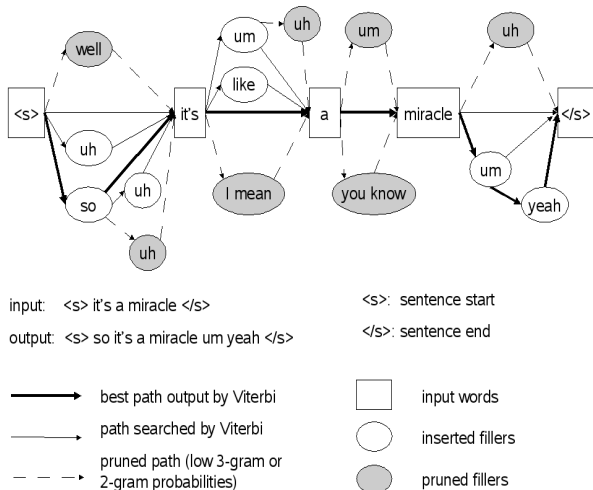 well
um
uh
um
uh
like
<s>
it's
a
miracle
</s>
uh
uh
um
so
I mean
you know
yeah
uh
input: <s> it's a miracle </s>
<s>: sentence start
output: <s> so it's a miracle um yeah </s>
</s>: sentence end
best path output by Viterbi
input words
path searched by Viterbi
inserted fillers
pruned path (low 3-gram or
2-gram probabilities)
pruned fillers